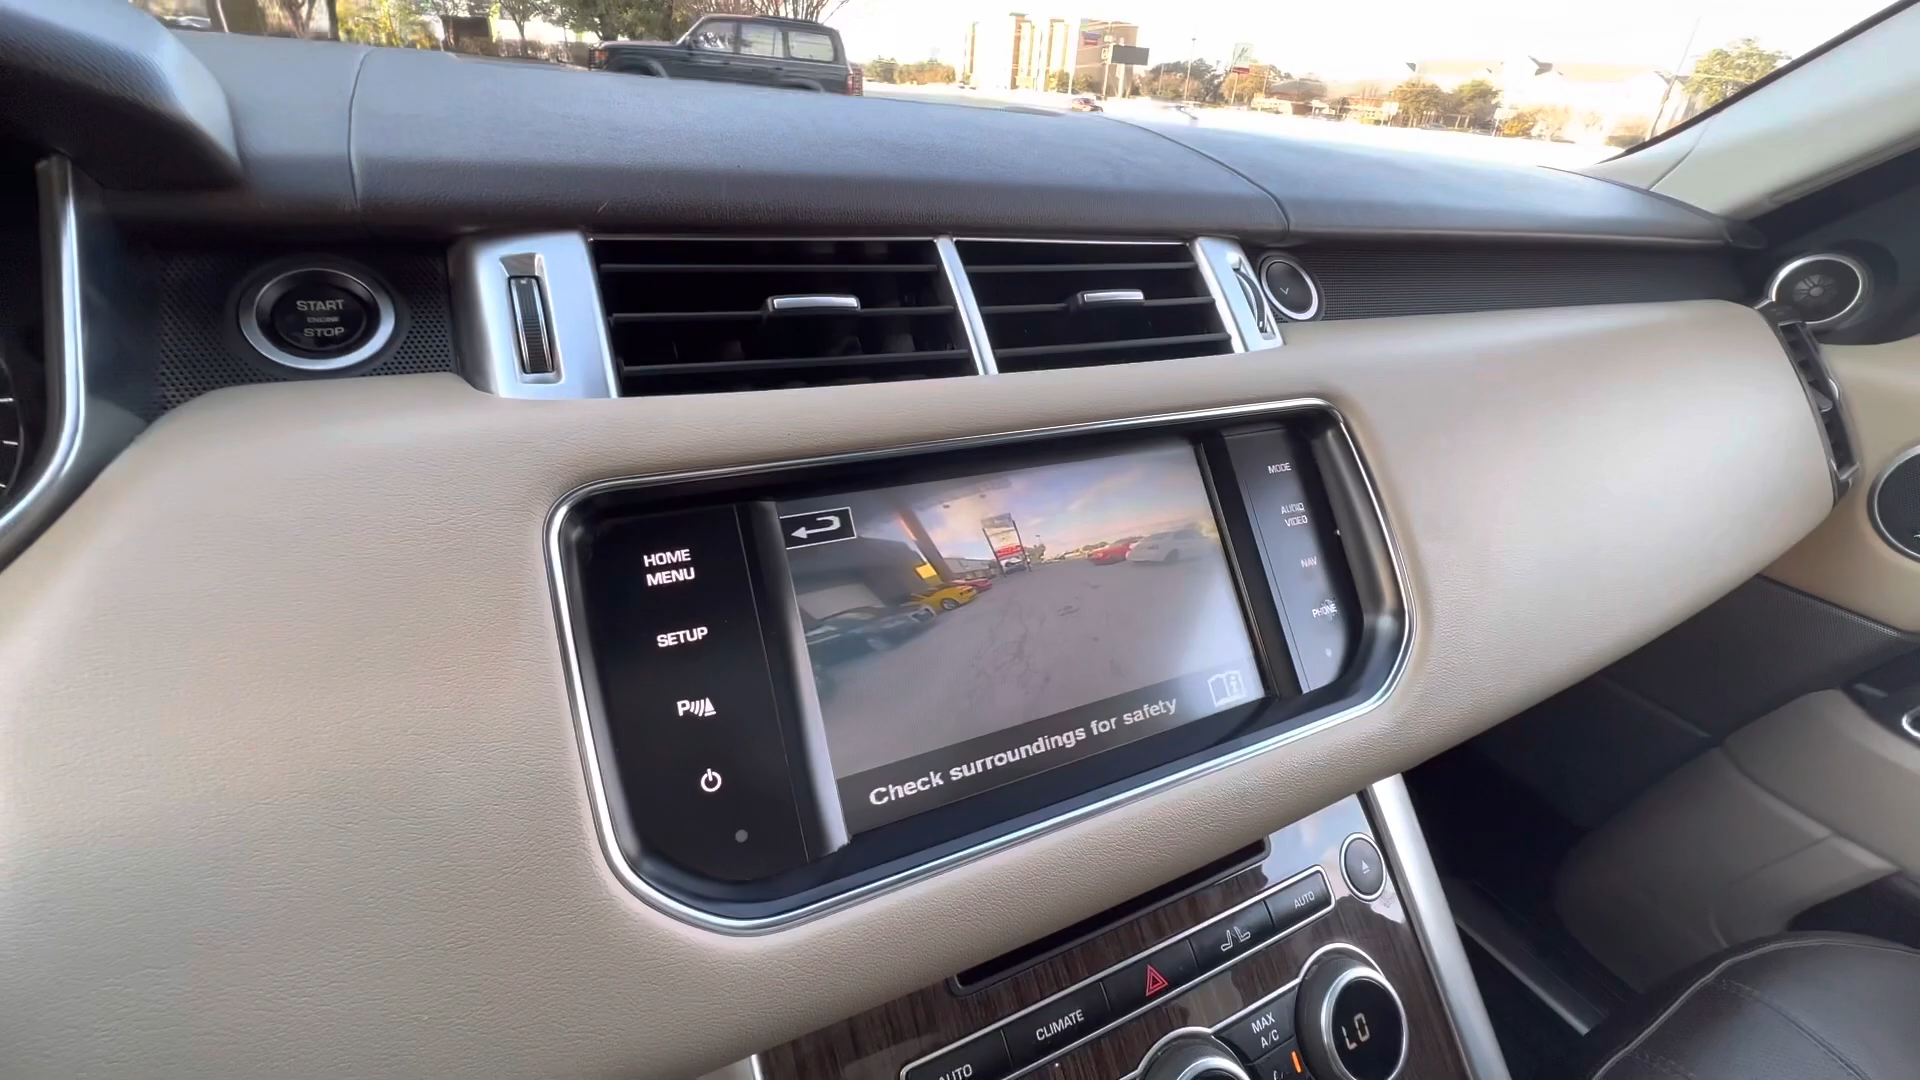 START
ENGINE
STOP
HOME
MENU
SETUP
P
MODE
AUDIO
VIDEO
NAV
PHONE
Check surroundings for safety
AUTO
CLIMATE
AUTO
MAX
A/C
LO